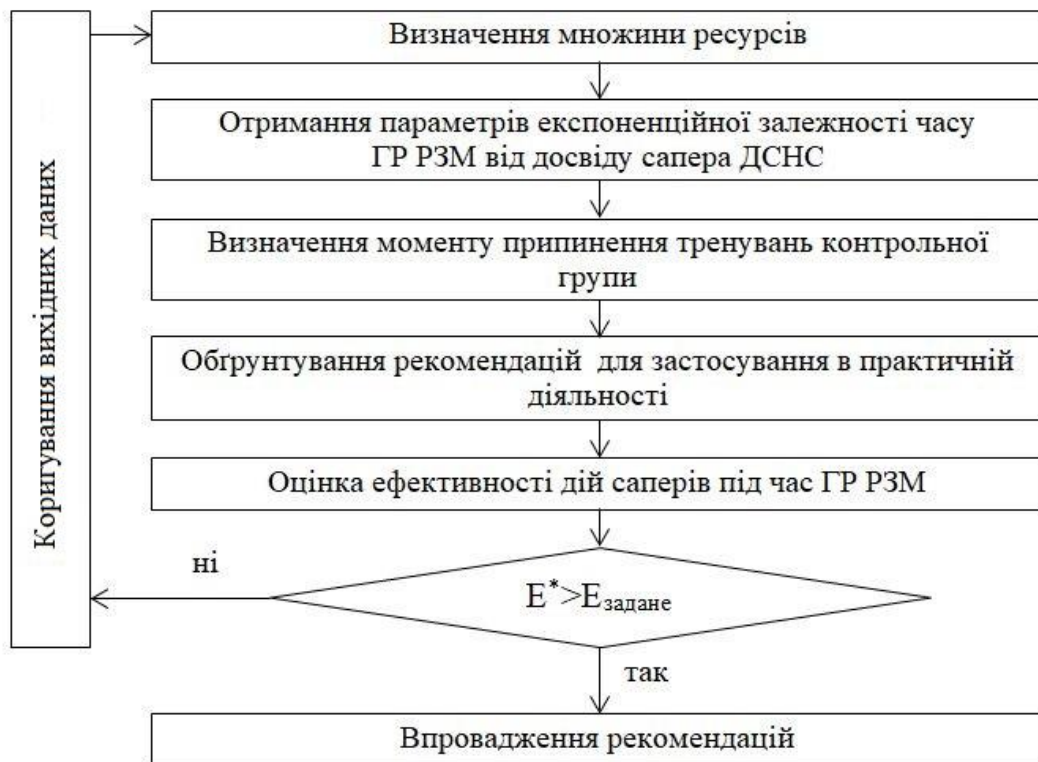 Визначення множини ресурсів
Отримання параметрів експоненційної залежності часу
ГР РЗМ від досвіду сапера ДСНС
Визначення моменту припинення тренувань контрольної
групи
Обґрунтування рекомендацій для застосування в практичній
діяльності
Оцінка ефективності дій саперів під час ГР РЗМ
Коригування вихідних даних
ні
E*>Eзадане
так
Впровадження рекомендацій